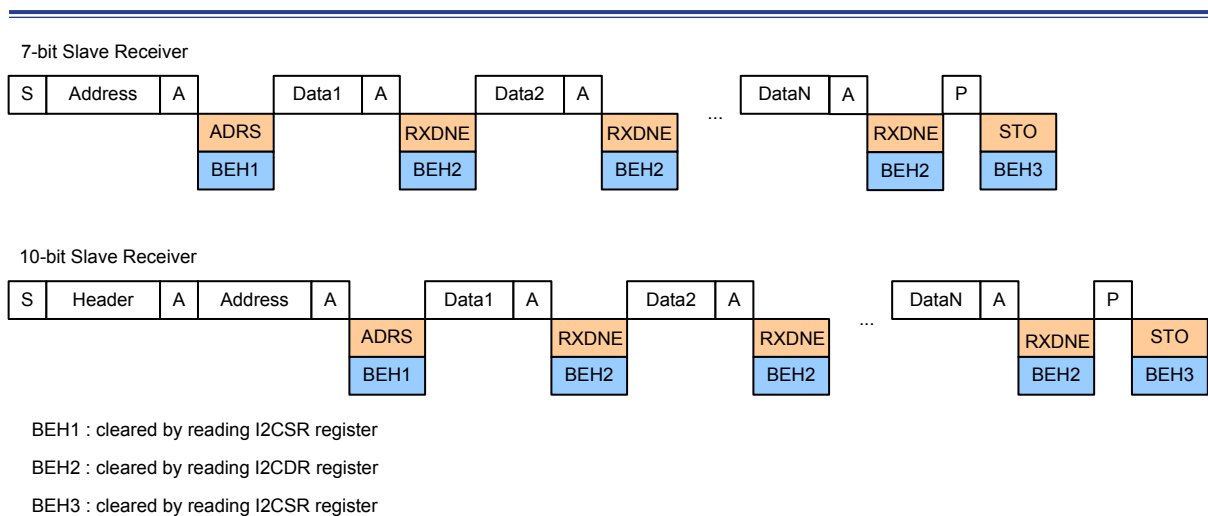 7-bit Slave Receiver
S Address A Data1 A Data2 A ... DataN A P
ADRS RXDNE RXDNE RXDNE STO
BEH1 BEH2 BEH2 BEH2 BEH3
10-bit Slave Receiver
S Header A Address A Data1 A Data2 A ... DataN A P
ADRS RXDNE RXDNE RXDNE STO
BEH1 BEH2 BEH2 BEH2 BEH3
BEH1 : cleared by reading I2CSR register
BEH2 : cleared by reading I2CDR register
BEH3 : cleared by reading I2CSR register